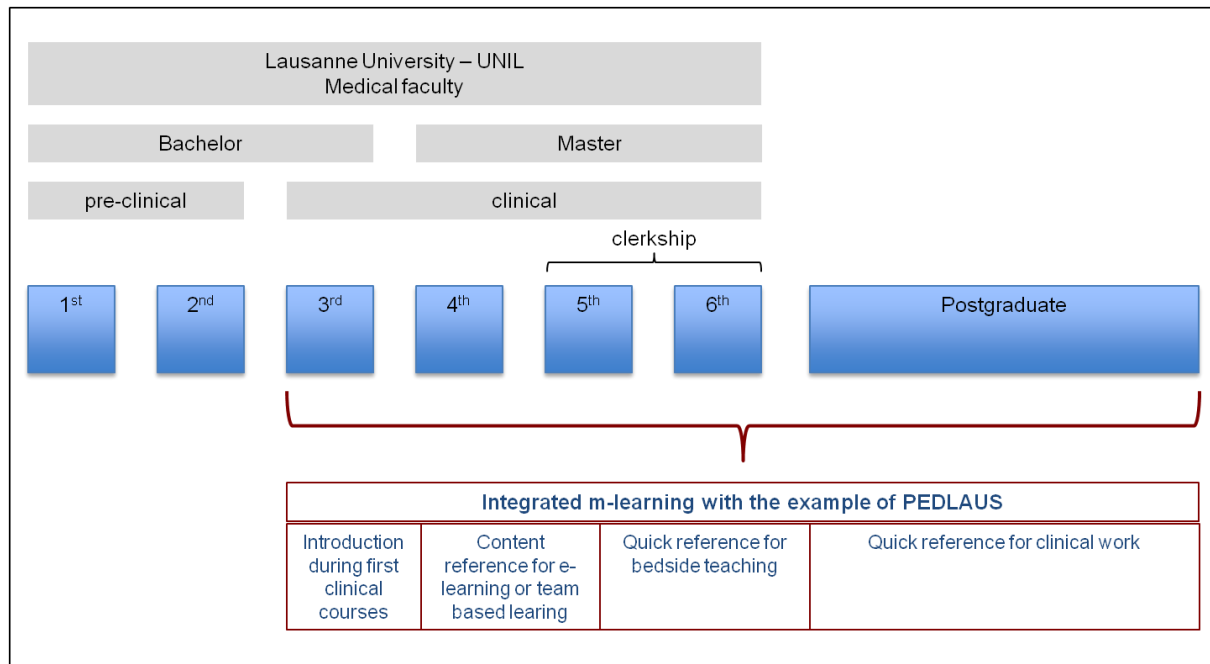 Lausanne University – UNIL
Medical faculty
Bachelor
Master
pre-clinical
clinical
clerkship
1st
2nd
3rd
4th
5th
6th
Postgraduate
Integrated m-learning with the example of PEDLAUS
Introduction
during first
clinical
courses
Content
reference for e-
learning or team
based learing
Quick reference for
bedside teaching
Quick reference for clinical work